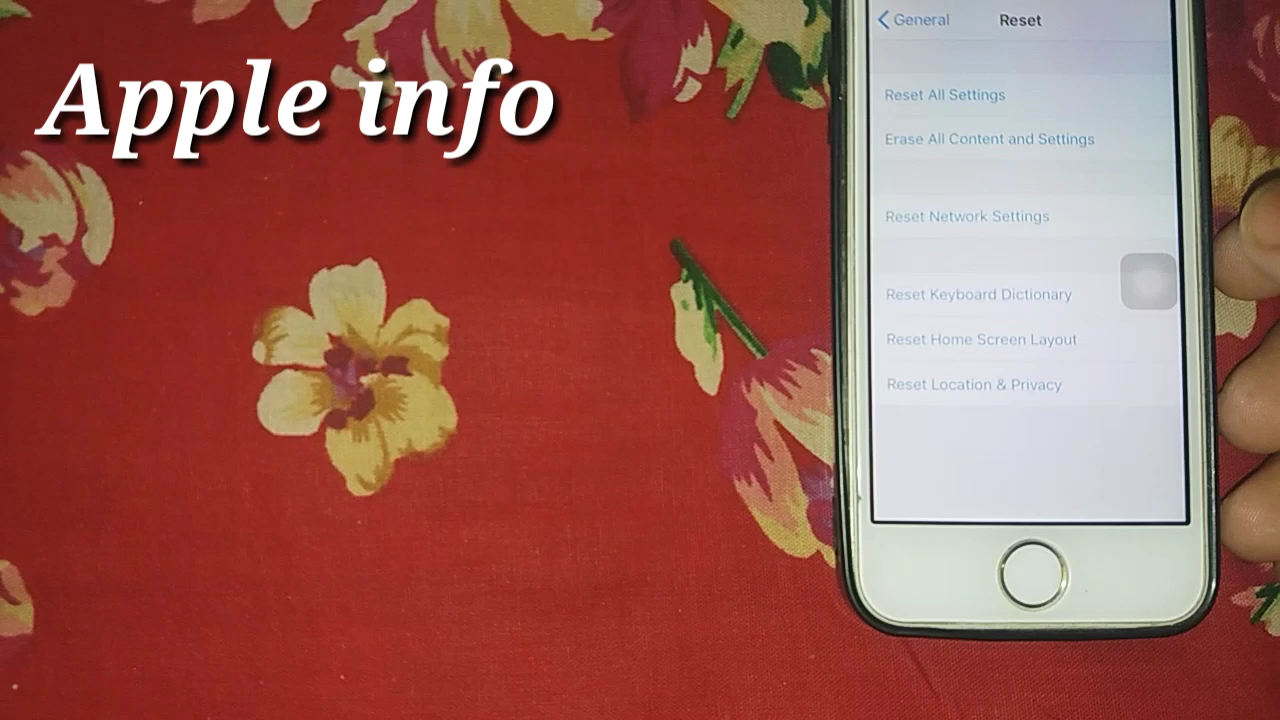 Apple info
General
Reset
Reset All Settings
Erase All Content and Settings
Reset Network Settings
Reset Keyboard Dictionary
Reset Home Screen Layout
Reset Location & Privacy